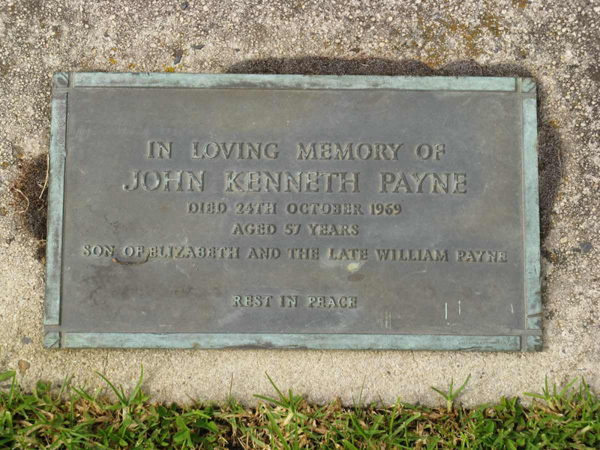 IN LOVING MEMORY OF
JOHN KENNETH PAYNE
DIED 24TH OCTOBER 1969
AGED 57 YEARS
SON OF ELIZABETH AND THE LATE WILLIAM PAYNE
REST IN PEACE